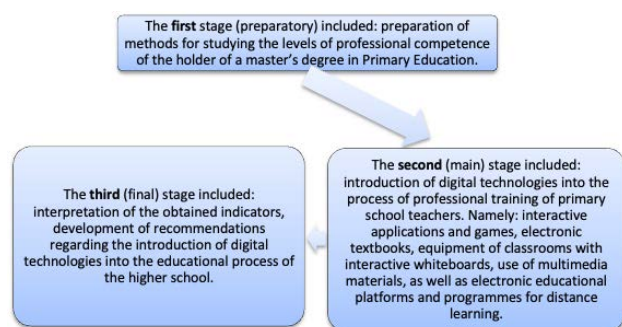 The first stage (preparatory) included: preparation of
methods for studying the levels of professional competence
of the holder of a master's degree in Primary Education.
The second (main) stage included:
introduction of digital technologies into the
process of professional training of primary
school teachers. Namely: interactive
applications and games, electronic
textbooks, equipment of classrooms with
interactive whiteboards, use of multimedia
materials, as well as electronic educational
platforms and programmes for distance
learning.
The third (final) stage included:
interpretation of the obtained indicators,
development of recommendations
regarding the introduction of digital
technologies into the educational process of
the higher school.